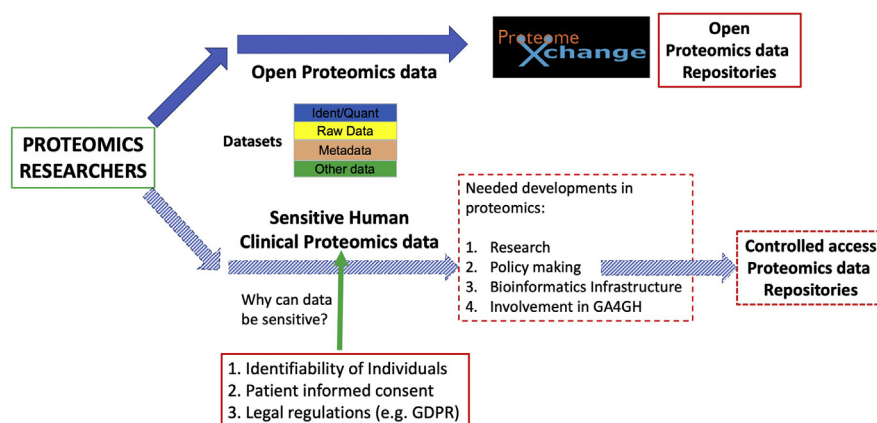 Proteome
Xchange
Open
Proteomics data
Repositories
Open Proteomics data
PROTEOMICS
RESEARCHERS
Datasets
Ident/Quant
Raw Data
Metadata
Other data
Sensitive Human
Clinical Proteomics data
Why can data
be sensitive?
1. Identifiability of Individuals
2. Patient informed consent
3. Legal regulations (e.g. GDPR)
Needed developments in
proteomics:
1. Research
2. Policy making
3. Bioinformatics Infrastructure
4. Involvement in GA4GH
Controlled access
Proteomics data
Repositories